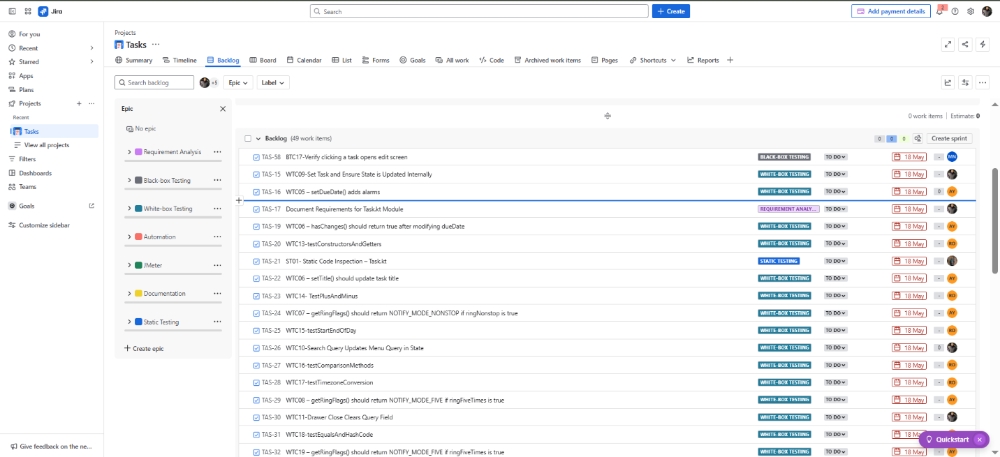 Jira
Search
+ Create
Add payment details
2
For you
Recent
Starred
Apps
Plans
Projects
Recent
Tasks
View all projects
Filters
Dashboards
Teams
Goals
Customize sidebar
Give feedback on the ne...
Projects
Tasks ...
Summary Timeline Backlog Board Calendar List Forms Goals All work Code Archived work items Pages Shortcuts Reports
Search backlog +5 Epic Label
Epic
No epic
Requirement Analysis
Black-box Testing
White-box Testing
Automation
JMeter
Documentation
Static Testing
+ Create epic
0 work items Estimate: 0
Backlog (49 work items) 0 0 0 Create sprint
TAS-58 BTC17-Verify clicking a task opens edit screen BLACK-BOX TESTING TO DO 18 May - MN
TAS-15 WTC09-Set Task and Ensure State is Updated Internally WHITE-BOX TESTING TO DO 18 May -
TAS-16 WTC05 – setDueDate() adds alarms WHITE-BOX TESTING TO DO 18 May 0 AY
TAS-17 Document Requirements for Task.kt Module REQUIREMENT ANALY... TO DO 18 May -
TAS-19 WTC06 – hasChanges() should return true after modifying dueDate WHITE-BOX TESTING TO DO 18 May - AY
TAS-20 WTC13-testConstructorsAndGetters WHITE-BOX TESTING TO DO 18 May - RO
TAS-21 ST01- Static Code Inspection – Task.kt STATIC TESTING TO DO 18 May -
TAS-22 WTC06 – setTitle() should update task title WHITE-BOX TESTING TO DO 18 May - AY
TAS-23 WTC14- TestPlusAndMinus WHITE-BOX TESTING TO DO 18 May - RO
TAS-24 WTC07 – getRingFlags() should return NOTIFY_MODE_NONSTOP if ringNonstop is true WHITE-BOX TESTING TO DO 18 May - AY
TAS-25 WTC15-testStartEndOfDay WHITE-BOX TESTING TO DO 18 May - RO
TAS-26 WTC10-Search Query Updates Menu Query in State WHITE-BOX TESTING TO DO 18 May 0
TAS-27 WTC16-testComparisonMethods WHITE-BOX TESTING TO DO 18 May - RO
TAS-28 WTC17-testTimezoneConversion WHITE-BOX TESTING TO DO 18 May - RO
TAS-29 WTC08 – getRingFlags() should return NOTIFY_MODE_FIVE if ringFiveTimes is true WHITE-BOX TESTING TO DO 18 May - AY
TAS-30 WTC11-Drawer Close Clears Query Field WHITE-BOX TESTING TO DO 18 May -
TAS-31 WTC18-testEqualsAndHashCode WHITE-BOX TESTING TO DO 18 May
TAS-32 WTC19 – getRingFlags() should return NOTIFY_MODE_FIVE if ringFiveTimes is true WHITE-BOX TESTING TO DO 18 May - AY
Quickstart